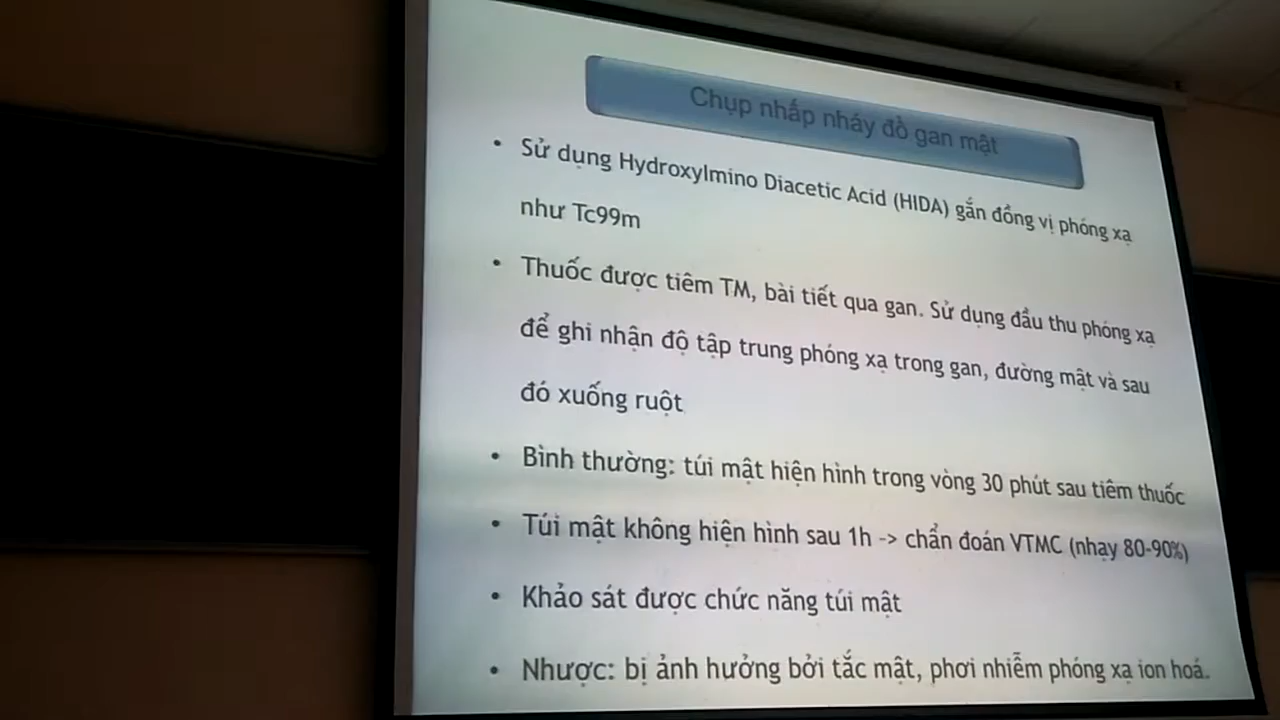 Chụp nhấp nháy đồ gan mật
• Sử dụng Hydroxylmino Diacetic Acid (HIDA) gắn đồng vị phóng xạ
như Tc99m
• Thuốc được tiêm TM, bài tiết qua gan. Sử dụng đầu thu phóng xạ
để ghi nhận độ tập trung phóng xạ trong gan, đường mật và sau
đó xuống ruột
• Bình thường: túi mật hiện hình trong vòng 30 phút sau tiêm thuốc
• Túi mật không hiện hình sau 1h -> chẩn đoán VTMC (nhạy 80-90%)
• Khảo sát được chức năng túi mật
• Nhược: bị ảnh hưởng bởi tắc mật, phơi nhiễm phóng xạ ion hoá.